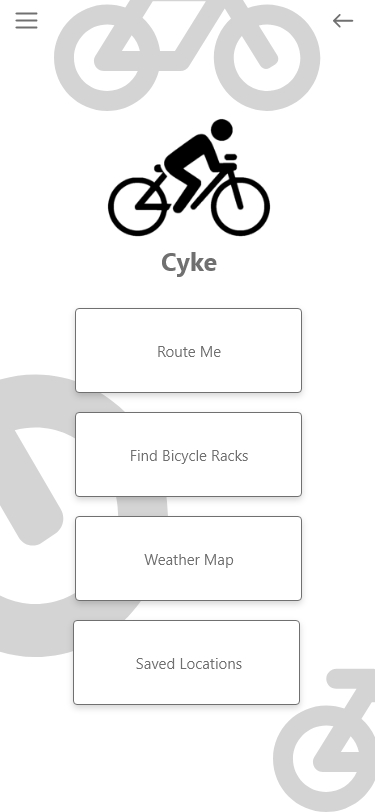 Cyke
Route Me
Find Bicycle Racks
Weather Map
Saved Locations